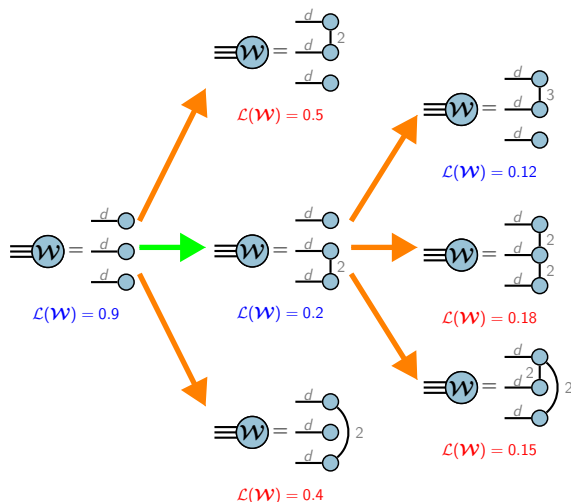 d
W =
d
2
d
ℒ(W) = 0.5
d
W =
d
3
d
ℒ(W) = 0.12
d
W =
d
d
ℒ(W) = 0.9
d
W =
d
2
d
ℒ(W) = 0.2
d
2
W =
d
2
d
ℒ(W) = 0.18
d
W =
d
2
d
2
ℒ(W) = 0.15
d
W =
d
2
d
ℒ(W) = 0.4